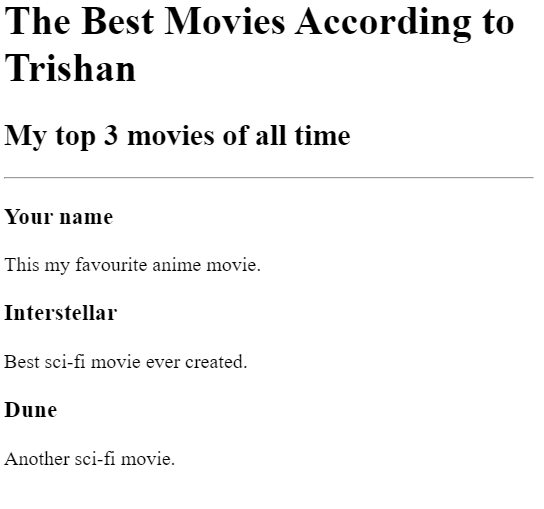 The Best Movies According to
Trishan
My top 3 movies of all time
Your name
This my favourite anime movie.
Interstellar
Best sci-fi movie ever created.
Dune
Another sci-fi movie.